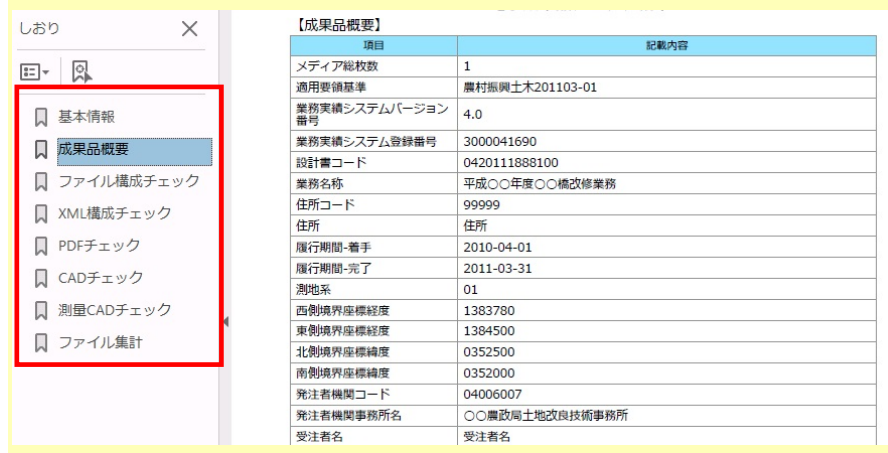 しおり
基本情報
成果品概要
ファイル構成チェック
XML構成チェック
PDFチェック
CADチェック
測量CADチェック
ファイル集計
【成果品概要】
項目 記載内容
メディア総枚数 1
適用要領基準 農村振興土木201103-01
業務実績システムバージョン
番号 4.0
業務実績システム登録番号 3000041690
設計書コード 0420111888100
業務名称 平成○○年度○○橋改修業務
住所コード 99999
住所 住所
履行期間-着手 2010-04-01
履行期間-完了 2011-03-31
測地系 01
西側境界座標経度 1383780
東側境界座標経度 1384500
北側境界座標緯度 0352500
南側境界座標緯度 0352000
発注者機関コード 04006007
発注者機関事務所名 ○○農政局土地改良技術事務所
受注者名 受注者名